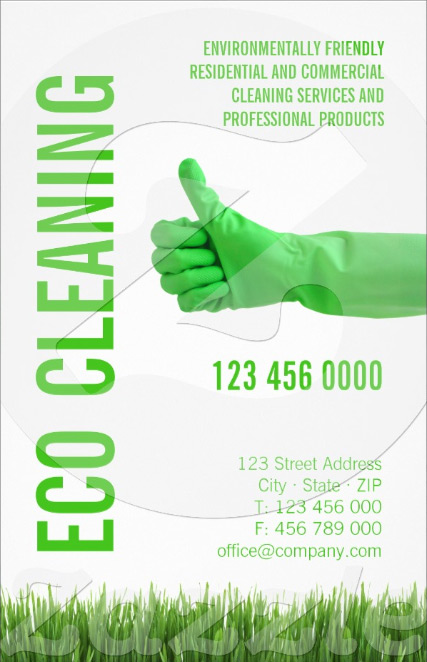 ENVIRONMENTALLY FRIENDLY
RESIDENTIAL AND COMMERCIAL
CLEANING SERVICES AND
PROFESSIONAL PRODUCTS
ECO CLEANING
123 456 0000
123 Street Address
City · State · ZIP
T: 123 456 000
F: 456 789 000
office@company.com
Zazzle